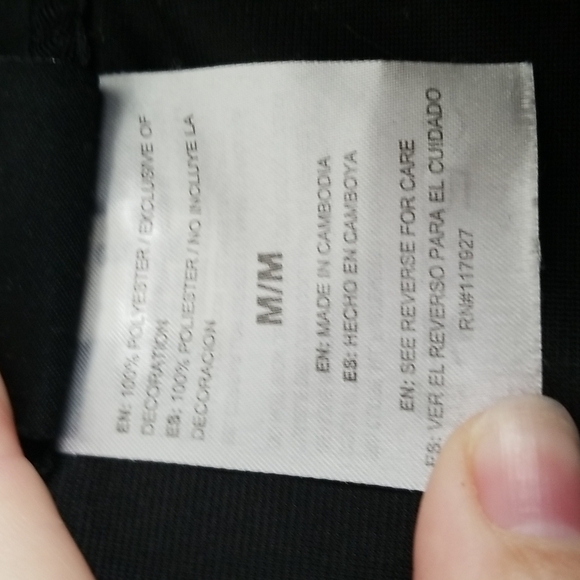 EN: 100% POLYESTER / EXCLUSIVE OF
DECORATION
ES: 100% POLIESTER / NO INCLUYE LA
DECORACION
M/M
EN: MADE IN CAMBODIA
ES: HECHO EN CAMBOYA
EN: SEE REVERSE FOR CARE
ES: VER EL REVERSO PARA EL CUIDADO
RN#117927